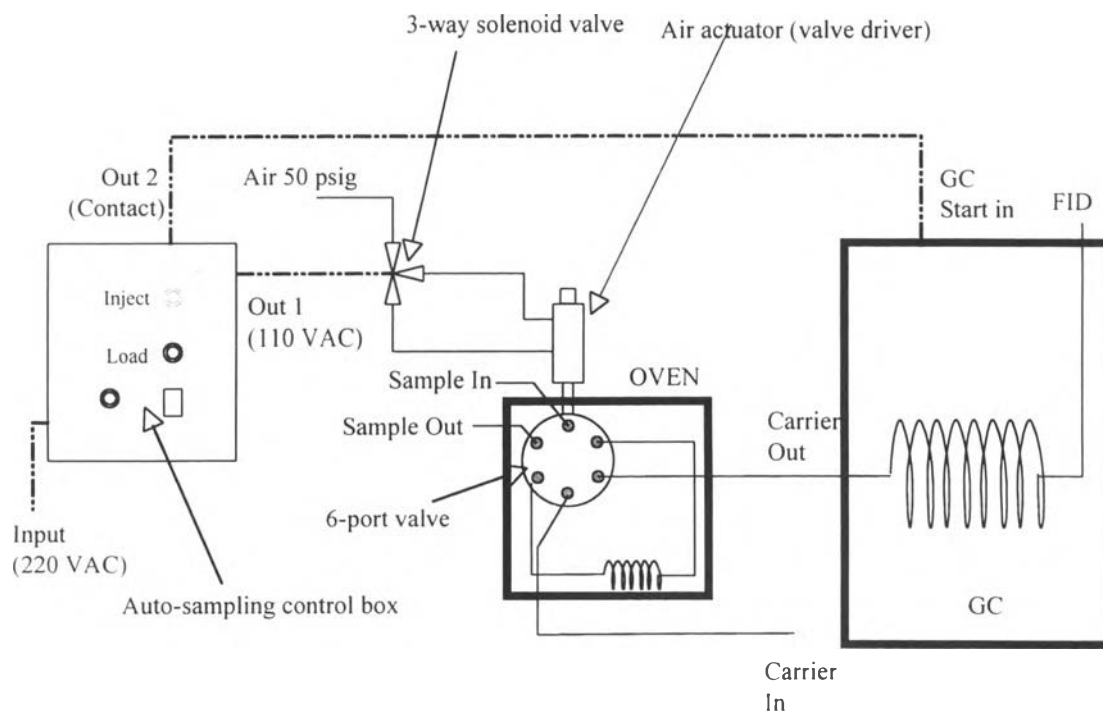 3-way solenoid valve
Air actuator (valve driver)
Out 2
(Contact)
Air 50 psig
GC
Start in
FID
Inject
Out 1
(110 VAC)
Load
Sample In
OVEN
Sample Out
Carrier
Out
6-port valve
Input
(220 VAC)
Auto-sampling control box
GC
Carrier
In